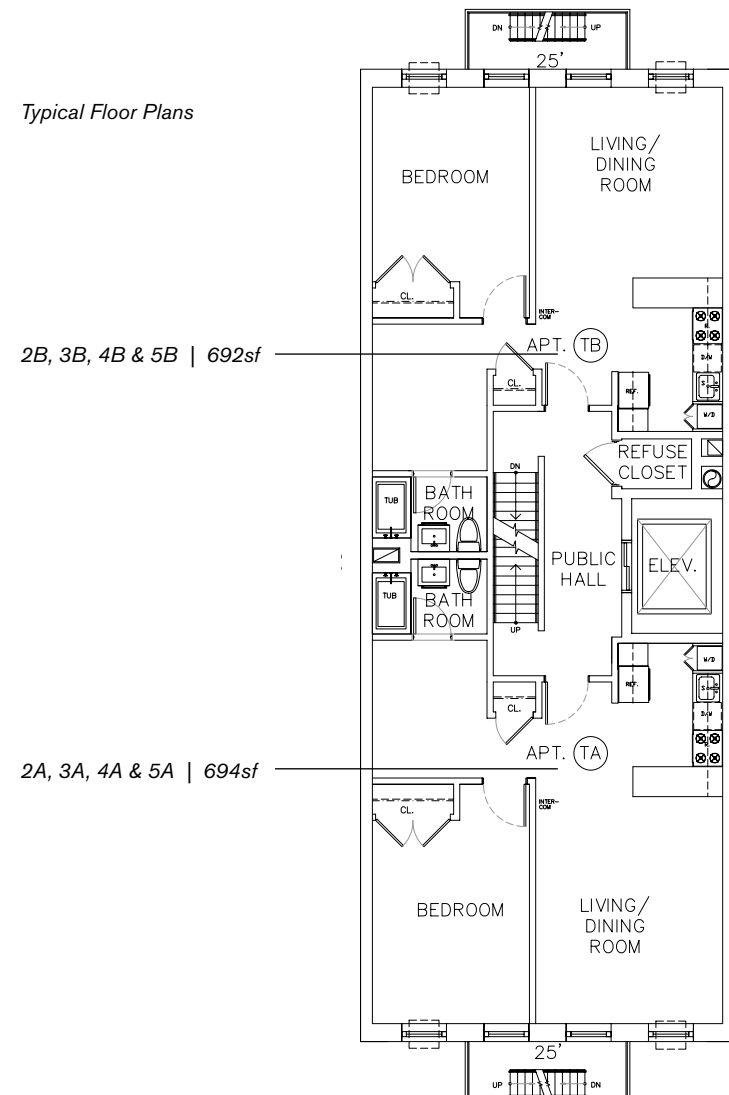 DN UP
25'
Typical Floor Plans
LIVING/
DINING
ROOM
BEDROOM
CL.
INTER-
COM
2B, 3B, 4B & 5B | 692sf
APT. TB
D/W
CL.
REF.
S
W/D
REFUSE
CLOSET
DN
TUB
BATH
ROOM
PUBLIC
HALL
ELEV.
TUB
BATH
ROOM
UP
W/D
REF.
S
CL.
D/W
APT. TA
2A, 3A, 4A & 5A | 694sf
INTER-
COM
CL.
BEDROOM
LIVING/
DINING
ROOM
25'
UP DN